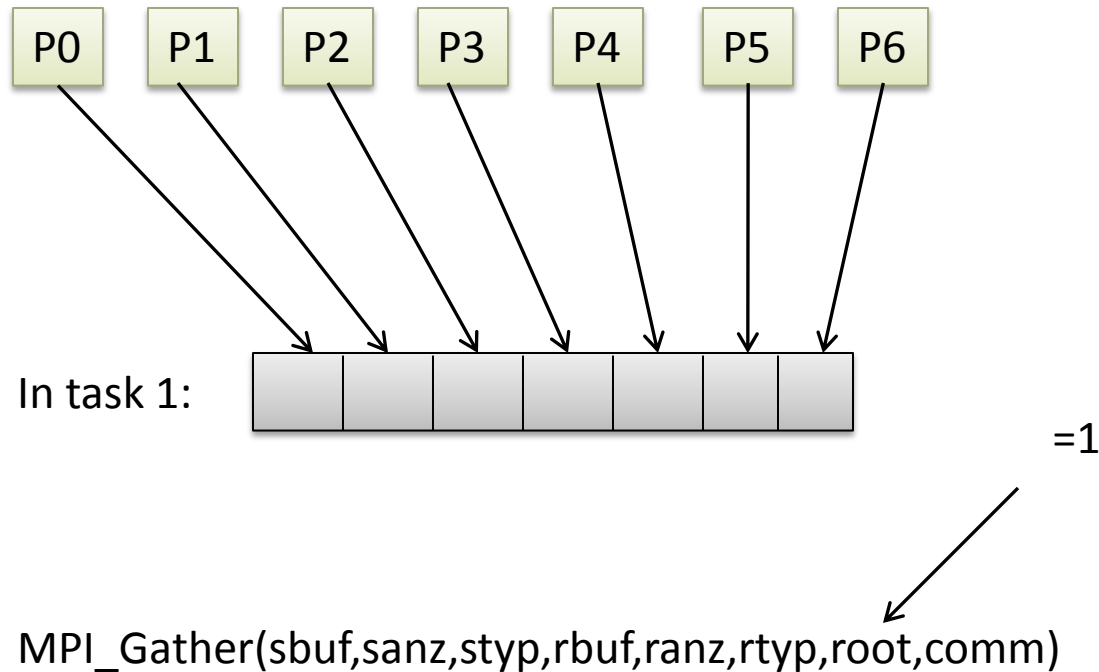 P0 P1 P2 P3 P4 P5 P6
In task 1:
=1
MPI_Gather(sbuf,sanz,styp,rbuf,ranz,rtyp,root,comm)